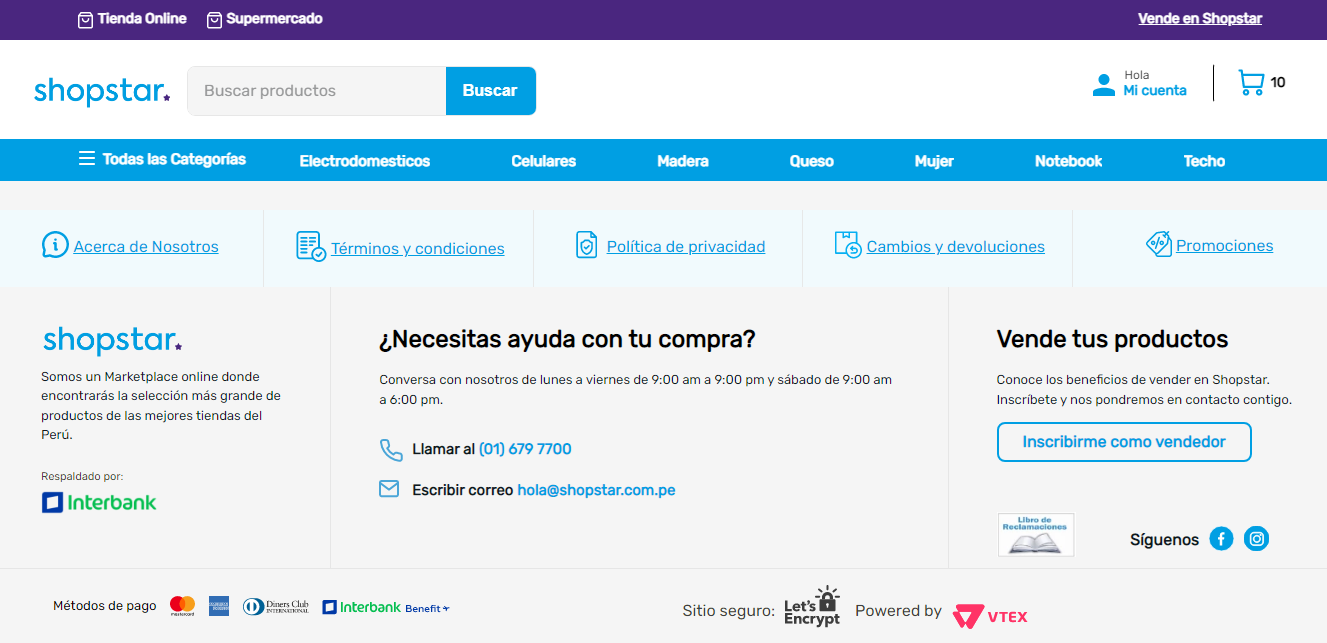 Tienda Online Supermercado Vende en Shopstar
shopstar Buscar productos Buscar Hola
Mi cuenta 10
Todas las Categorías Electrodomesticos Celulares Madera Queso Mujer Notebook Techo
Acerca de Nosotros Términos y condiciones Política de privacidad Cambios y devoluciones Promociones
shopstar
Somos un Marketplace online donde
encontrarás la selección más grande de
productos de las mejores tiendas del
Perú.
Respaldado por:
Interbank
¿Necesitas ayuda con tu compra?
Conversa con nosotros de lunes a viernes de 9:00 am a 9:00 pm y sábado de 9:00 am
a 6:00 pm.
Llamar al (01) 679 7700
Escribir correo hola@shopstar.com.pe
Vende tus productos
Conoce los beneficios de vender en Shopstar.
Inscríbete y nos pondremos en contacto contigo.
Inscribirme como vendedor
Libro de
Reclamaciones
Síguenos
Métodos de pago mastercard Diners Club
INTERNATIONAL Interbank Benefit
Sitio seguro: Let's
Encrypt Powered by VTEX